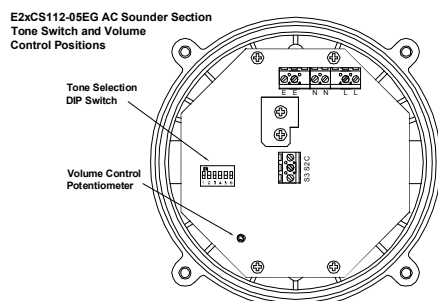 E2xCS112-05EG AC Sounder Section
Tone Switch and Volume
Control Positions
Tone Selection
DIP Switch
Volume Control
Potentiometer
E E N N L L
S3 S2 C
1 2 3 4 5 6